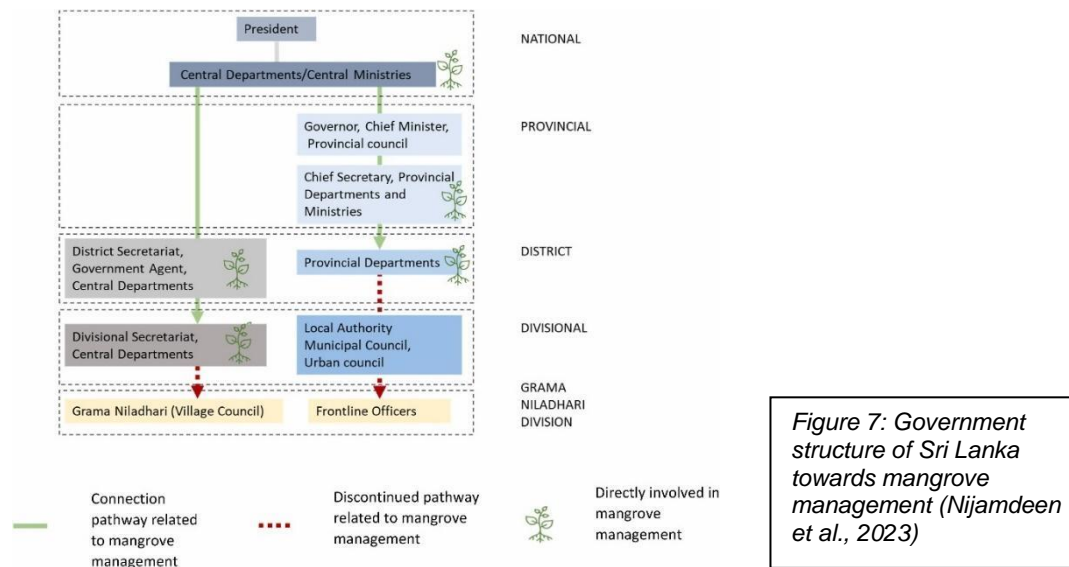 President
NATIONAL
Central Departments/Central Ministries
Governor, Chief Minister,
Provincial council
PROVINCIAL
Chief Secretary, Provincial
Departments and
Ministries
District Secretariat,
Government Agent,
Central Departments
Provincial Departments
DISTRICT
Divisional Secretariat,
Central Departments
Local Authority
Municipal Council,
Urban council
DIVISIONAL
Grama Niladhari (Village Council)
Frontline Officers
GRAMA
NILADHARI
DIVISION
Connection
pathway related
to mangrove
management
Discontinued pathway
related to mangrove
management
Directly involved in
mangrove
management
Figure 7: Government
structure of Sri Lanka
towards mangrove
management (Nijamdeen
et al., 2023)